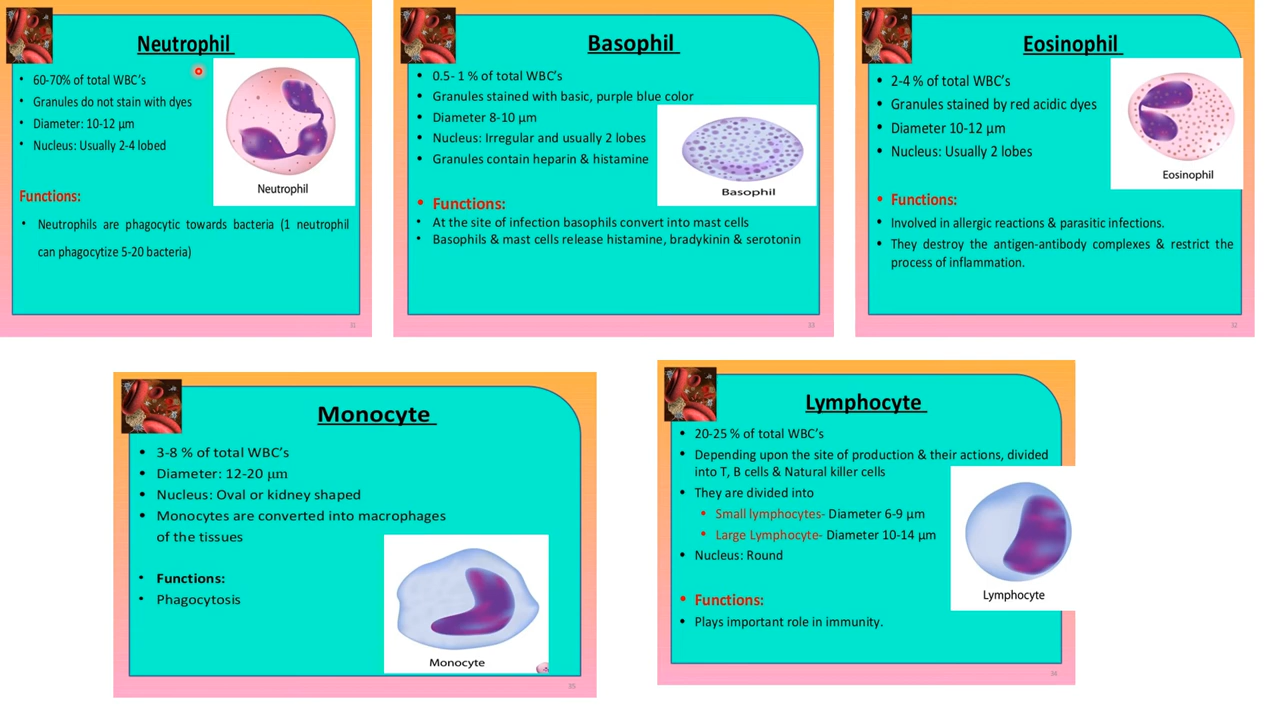 Neutrophil
• 60-70% of total WBC's
• Granules do not stain with dyes
• Diameter: 10-12 µm
• Nucleus: Usually 2-4 lobed
Neutrophil
Functions:
• Neutrophils are phagocytic towards bacteria (1 neutrophil
can phagocytize 5-20 bacteria)
31
Basophil
• 0.5- 1 % of total WBC's
• Granules stained with basic, purple blue color
• Diameter 8-10 µm
• Nucleus: Irregular and usually 2 lobes
• Granules contain heparin & histamine
Basophil
• Functions:
• At the site of infection basophils convert into mast cells
• Basophils & mast cells release histamine, bradykinin & serotonin
33
Eosinophil
• 2-4 % of total WBC's
• Granules stained by red acidic dyes
• Diameter 10-12 µm
• Nucleus: Usually 2 lobes
Eosinophil
• Functions:
• Involved in allergic reactions & parasitic infections.
• They destroy the antigen-antibody complexes & restrict the
process of inflammation.
32
Monocyte
• 3-8 % of total WBC's
• Diameter: 12-20 µm
• Nucleus: Oval or kidney shaped
• Monocytes are converted into macrophages
of the tissues
• Functions:
• Phagocytosis
Monocyte
35
Lymphocyte
• 20-25 % of total WBC's
• Depending upon the site of production & their actions, divided
into T, B cells & Natural killer cells
• They are divided into
• Small lymphocytes- Diameter 6-9 µm
• Large Lymphocyte- Diameter 10-14 µm
• Nucleus: Round
Lymphocyte
• Functions:
• Plays important role in immunity.
34